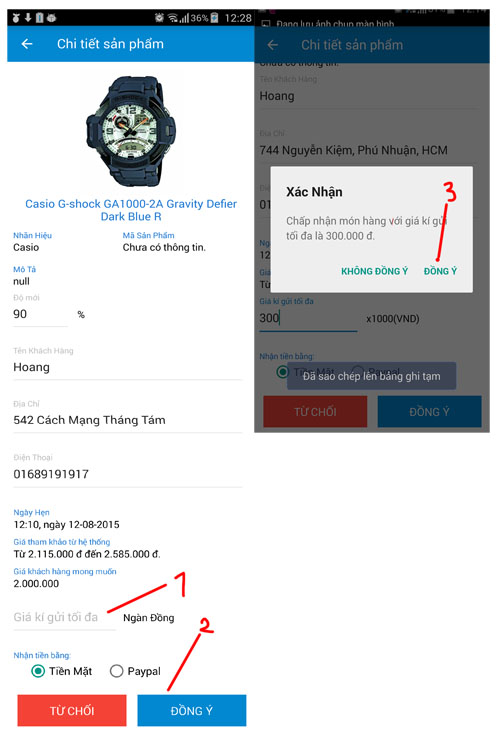 36% 12:28
Chi tiết sản phẩm
Casio G-shock GA1000-2A Gravity Defier
Dark Blue R
Nhãn Hiệu
Mã Sản Phẩm
Casio
Chưa có thông tin.
Mô Tả
null
Độ mới
90 %
Tên Khách Hàng
Hoang
Địa Chỉ
542 Cách Mạng Tháng Tám
Điện Thoại
01689191917
Ngày Hẹn
12:10, ngày 12-08-2015
Giá tham khảo từ hệ thống
Từ 2.115.000 đ đến 2.585.000 đ.
Giá khách hàng mong muốn
2.000.000
1
Giá kí gửi tối đa Ngàn Đồng
2
Nhận tiền bằng:
Tiền Mặt Paypal
TỪ CHỐI ĐỒNG Ý
Đang lưu ảnh chụp màn hình
Chi tiết sản phẩm
Chưa có thông tin.
Tên Khách Hàng
Hoang
Địa Chỉ
744 Nguyễn Kiệm, Phú Nhuận, HCM
Xác Nhận
3
Chấp nhận món hàng với giá kí gửi
tối đa là 300.000 đ.
KHÔNG ĐỒNG Ý ĐỒNG Ý
Giá kí gửi tối đa
300 x1000(VND)
Nhận tiền bằng:
Tiền Mặt Paypal
Đã sao chép lên bảng ghi tạm
TỪ CHỐI ĐỒNG Ý